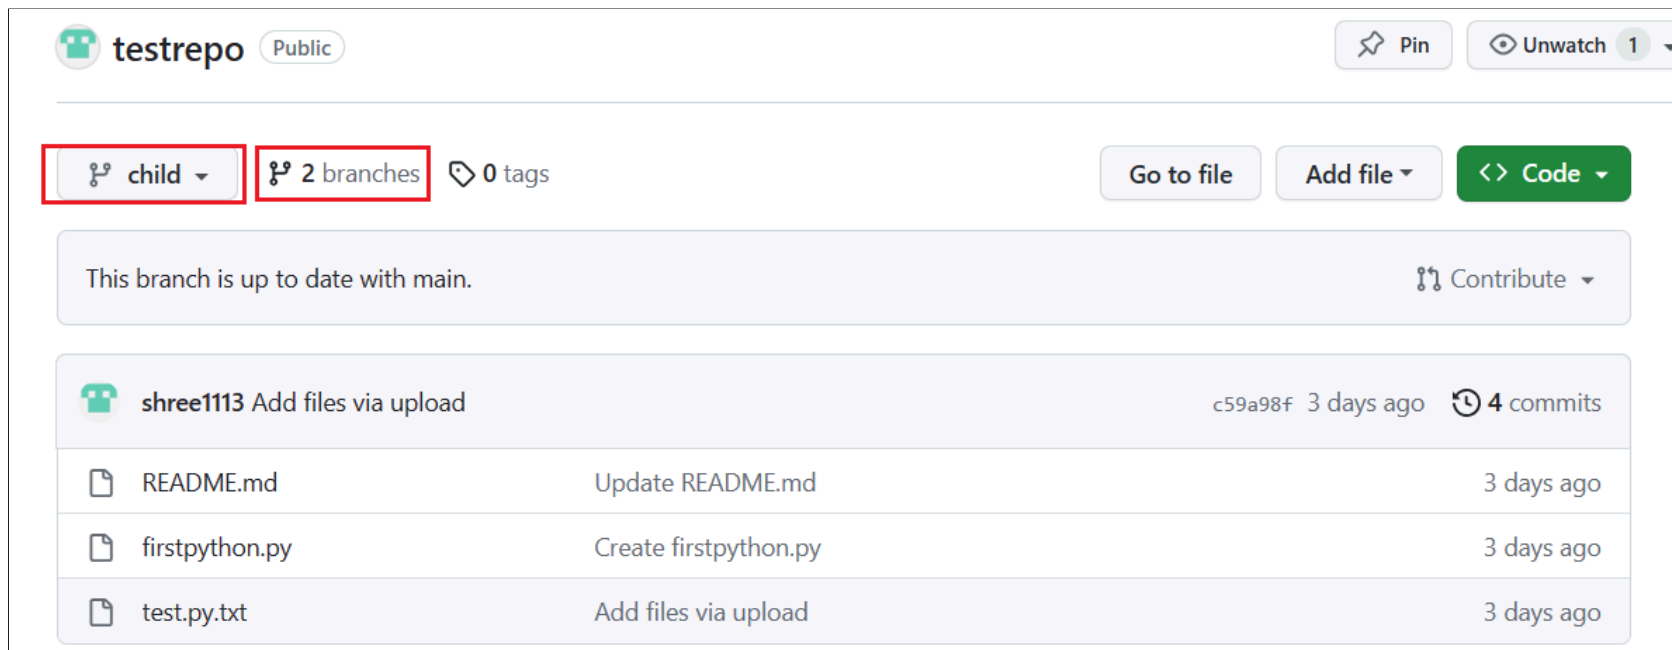 testrepo Public Pin Unwatch 1
child 2 branches 0 tags Go to file Add file <> Code
This branch is up to date with main. Contribute
shree1113 Add files via upload c59a98f 3 days ago 4 commits
README.md Update README.md 3 days ago
firstpython.py Create firstpython.py 3 days ago
test.py.txt Add files via upload 3 days ago